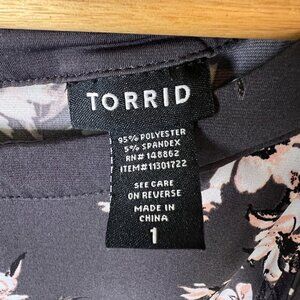 TORRID
95% POLYESTER
5% SPANDEX
RN# 148862
ITEM#11301722
SEE CARE
ON REVERSE
MADE IN
CHINA
1